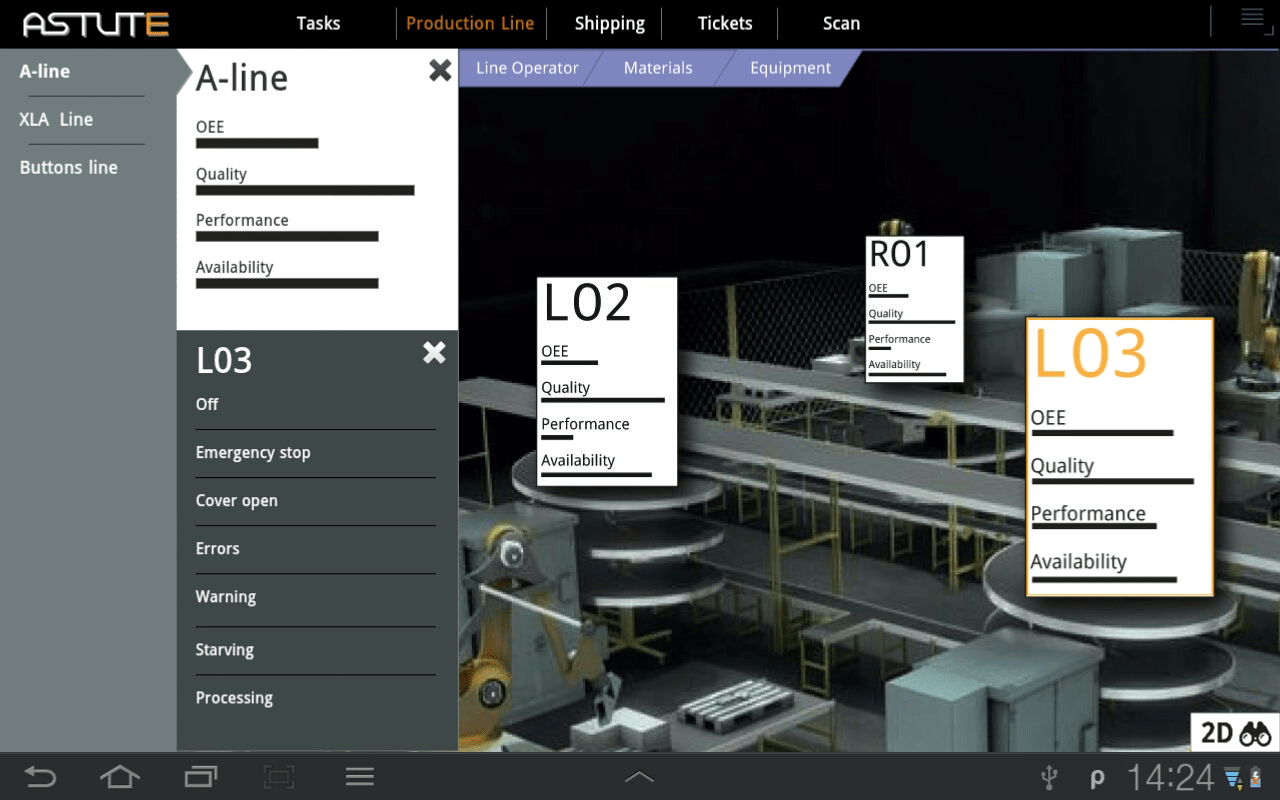 ASTUTE
Tasks
Production Line
Shipping
Tickets
Scan
A-line
XLA Line
Buttons line
A-line
OEE
Quality
Performance
Availability
L03
Off
Emergency stop
Cover open
Errors
Warning
Starving
Processing
Line Operator
Materials
Equipment
L02
OEE
Quality
Performance
Availability
R01
OEE
Quality
Performance
Availability
L03
OEE
Quality
Performance
Availability
2D
14:24